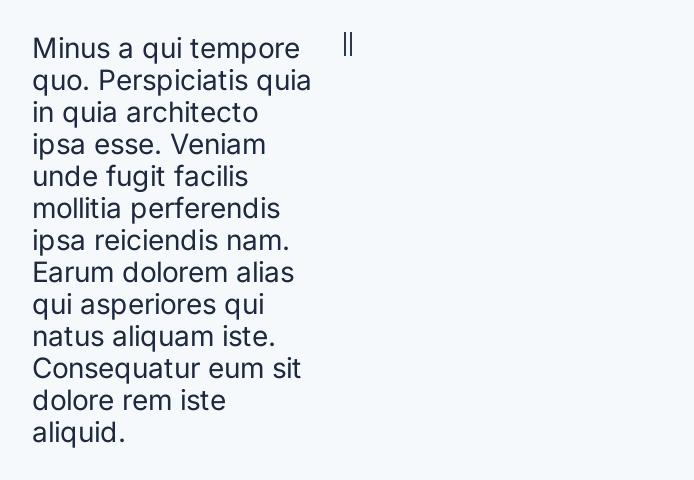 Minus a qui tempore
quo. Perspiciatis quia
in quia architecto
ipsa esse. Veniam
unde fugit facilis
mollitia perferendis
ipsa reiciendis nam.
Earum dolorem alias
qui asperiores qui
natus aliquam iste.
Consequatur eum sit
dolore rem iste
aliquid.